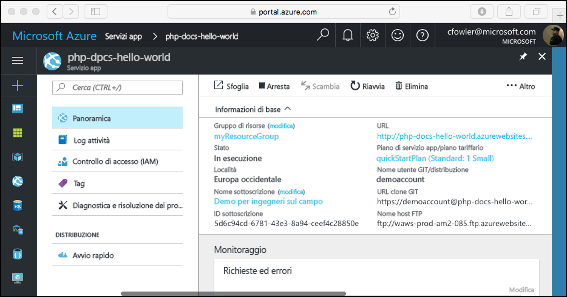 portal.azure.com
Microsoft Azure Servizi app php-dpcs-hello-world
cfowler@microsoft.com
MICROSOFT
php-dpcs-hello-world
Servizio app
Cerca (CTRL+/)
Panoramica
Log attività
Controllo di accesso (IAM)
Tag
Diagnostica e risoluzione dei pro...
DISTRIBUZIONE
Avvio rapido
Sfoglia Arresta Scambia Riavvia Elimina ... Altro
Informazioni di base
Gruppo di risorse (modifica)
myResourceGroup
Stato
In esecuzione
Località
Europa occidentale
Nome sottoscrizione (modifica)
Demo per ingegneri sul campo
ID sottoscrizione
5d6c94cd-6781-43e3-8a94-ceef4c28850e
URL
http://php-docs-hello-world.azurewebsites,...
Piano di servizio app/piano tariffario
quickStartPlan (Standard: 1 Small)
Nome utente GIT/distribuzione
demoaccount
URL clone GIT
https://demoaccount@php-docs-hello-wor...
Nome host FTP
ftp://waws-prod-am2-085.ftp.azurewebsite...
Monitoraggio
Richieste ed errori
Modifica